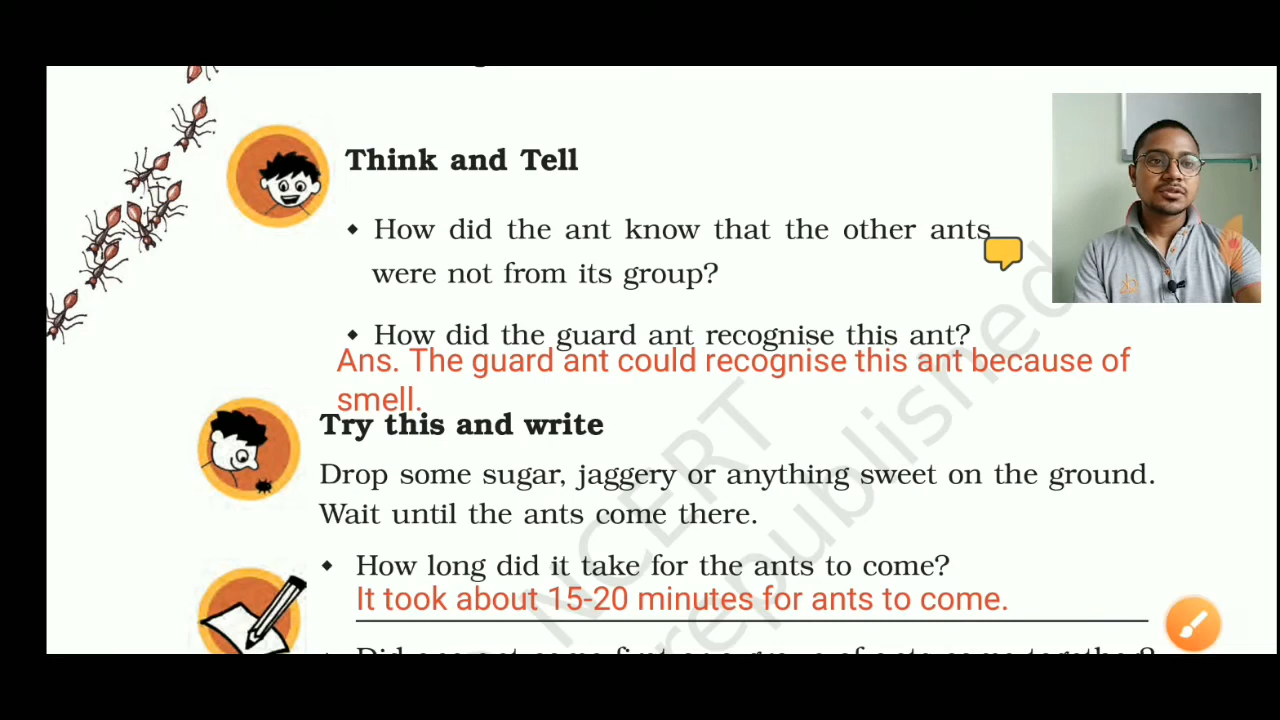 Think and Tell
• How did the ant know that the other ants
were not from its group?
• How did the guard ant recognise this ant?
Ans. The guard ant could recognise this ant because of
smell.
Try this and write
Drop some sugar, jaggery or anything sweet on the ground.
Wait until the ants come there.
• How long did it take for the ants to come?
It took about 15-20 minutes for ants to come.
NCERT
republished